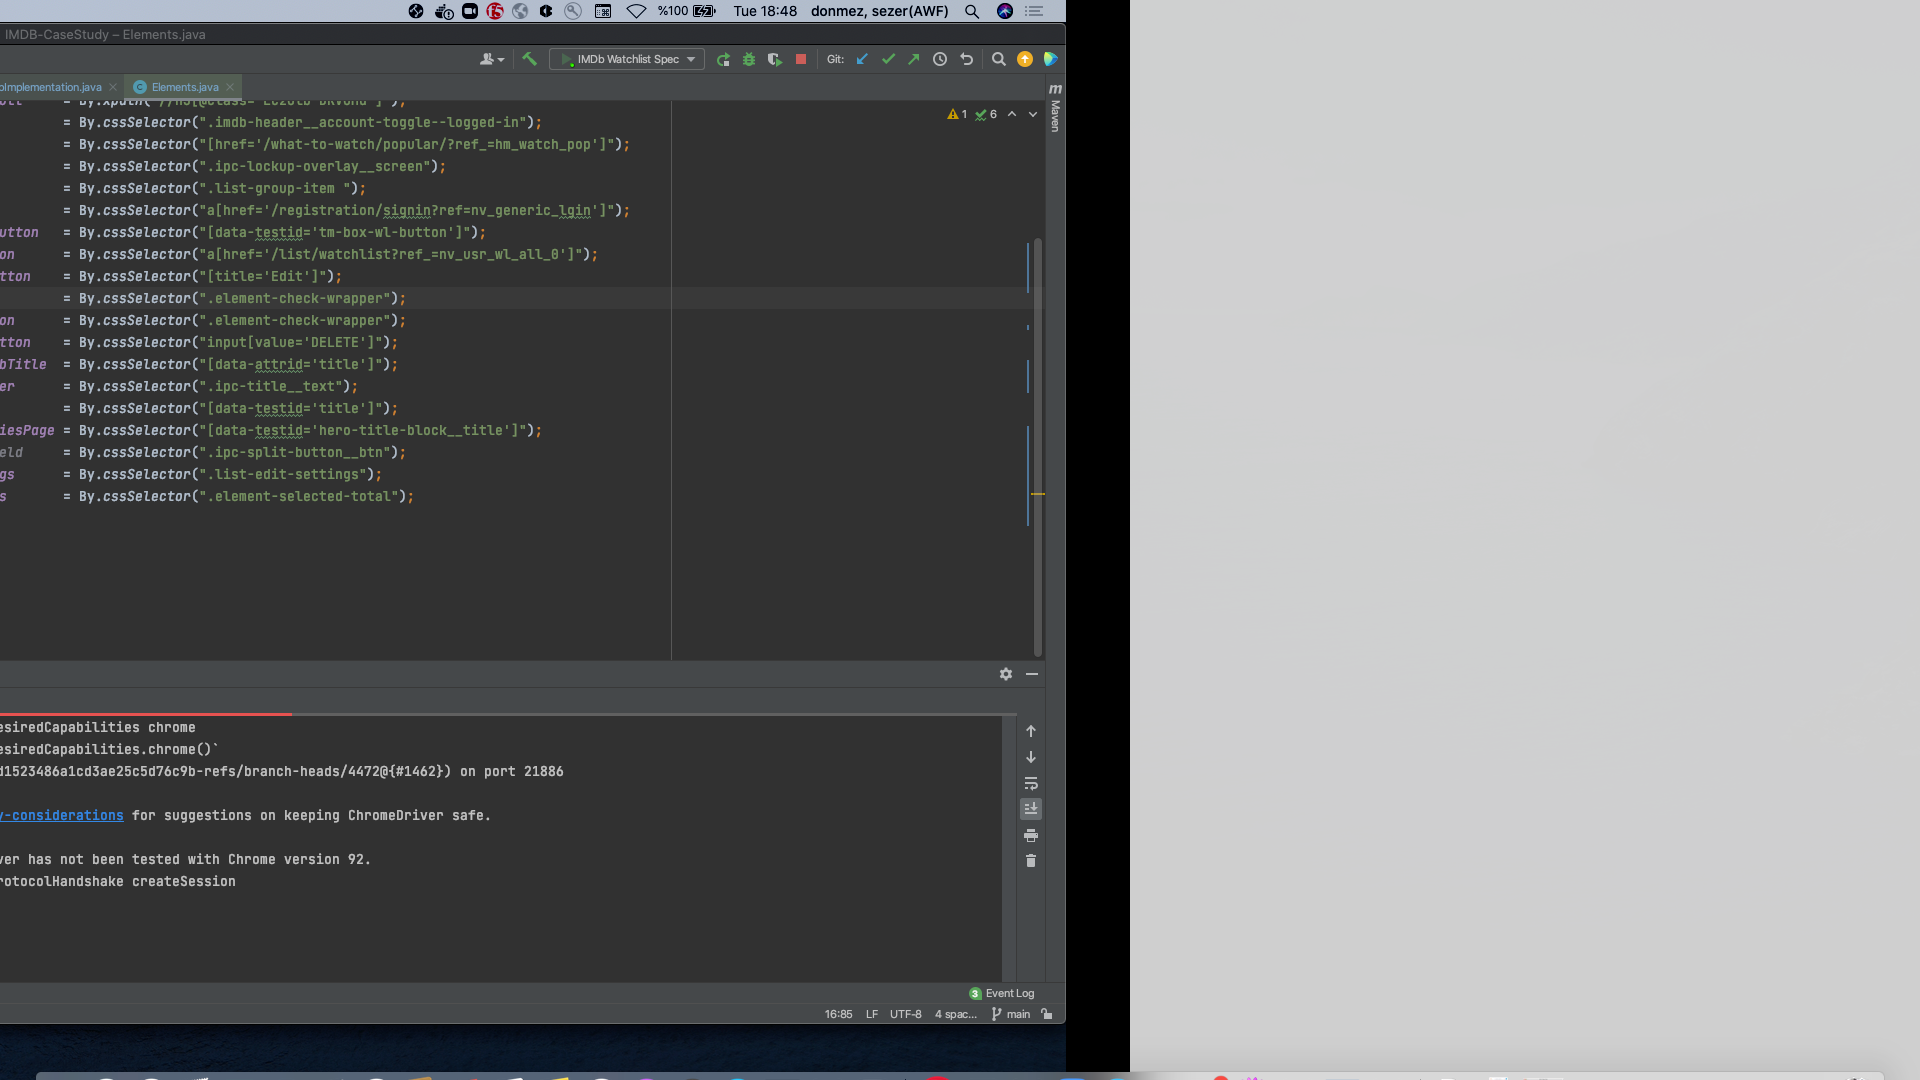 %100
Tue 18:48
donmez, sezer(AWF)
IMDB-CaseStudy – Elements.java
IMDb Watchlist Spec
Git:
Implementation.java
Elements.java
Maven
1
6
= By.cssSelector(".imdb-header__account-toggle--logged-in");
= By.cssSelector("[href='/what-to-watch/popular/?ref_=hm_watch_pop']");
= By.cssSelector(".ipc-lockup-overlay__screen");
= By.cssSelector(".list-group-item ");
= By.cssSelector("a[href='/registration/signin?ref=nv_generic_lgin']");
utton = By.cssSelector("[data-testid='tm-box-wl-button']");
on = By.cssSelector("a[href='/list/watchlist?ref_=nv_usr_wl_all_0']");
tton = By.cssSelector("[title='Edit']");
= By.cssSelector(".element-check-wrapper");
on = By.cssSelector(".element-check-wrapper");
tton = By.cssSelector("input[value='DELETE']");
bTitle = By.cssSelector("[data-attrid='title']");
er = By.cssSelector(".ipc-title__text");
= By.cssSelector("[data-testid='title']");
iesPage = By.cssSelector("[data-testid='hero-title-block__title']");
eld = By.cssSelector(".ipc-split-button__btn");
gs = By.cssSelector(".list-edit-settings");
s = By.cssSelector(".element-selected-total");
esiredCapabilities chrome
esiredCapabilities.chrome()`
d1523486a1cd3ae25c5d76c9b-refs/branch-heads/4472@{#1462}) on port 21886
y-considerations for suggestions on keeping ChromeDriver safe.
ver has not been tested with Chrome version 92.
rotocolHandshake createSession
3 Event Log
16:85
LF
UTF-8
4 spac...
main